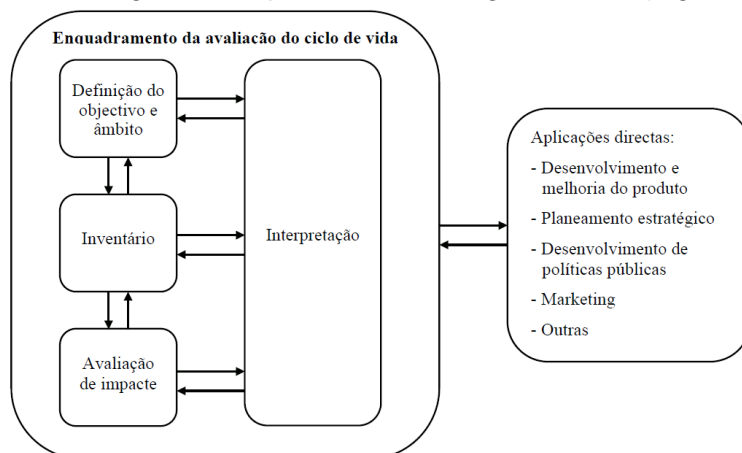 Enquadramento da avaliação do ciclo de vida
Definição do
objectivo e
âmbito
Inventário
Avaliação
de impacte
Interpretação
Aplicações directas:
- Desenvolvimento e
melhoria do produto
- Planeamento estratégico
- Desenvolvimento de
políticas públicas
- Marketing
- Outras